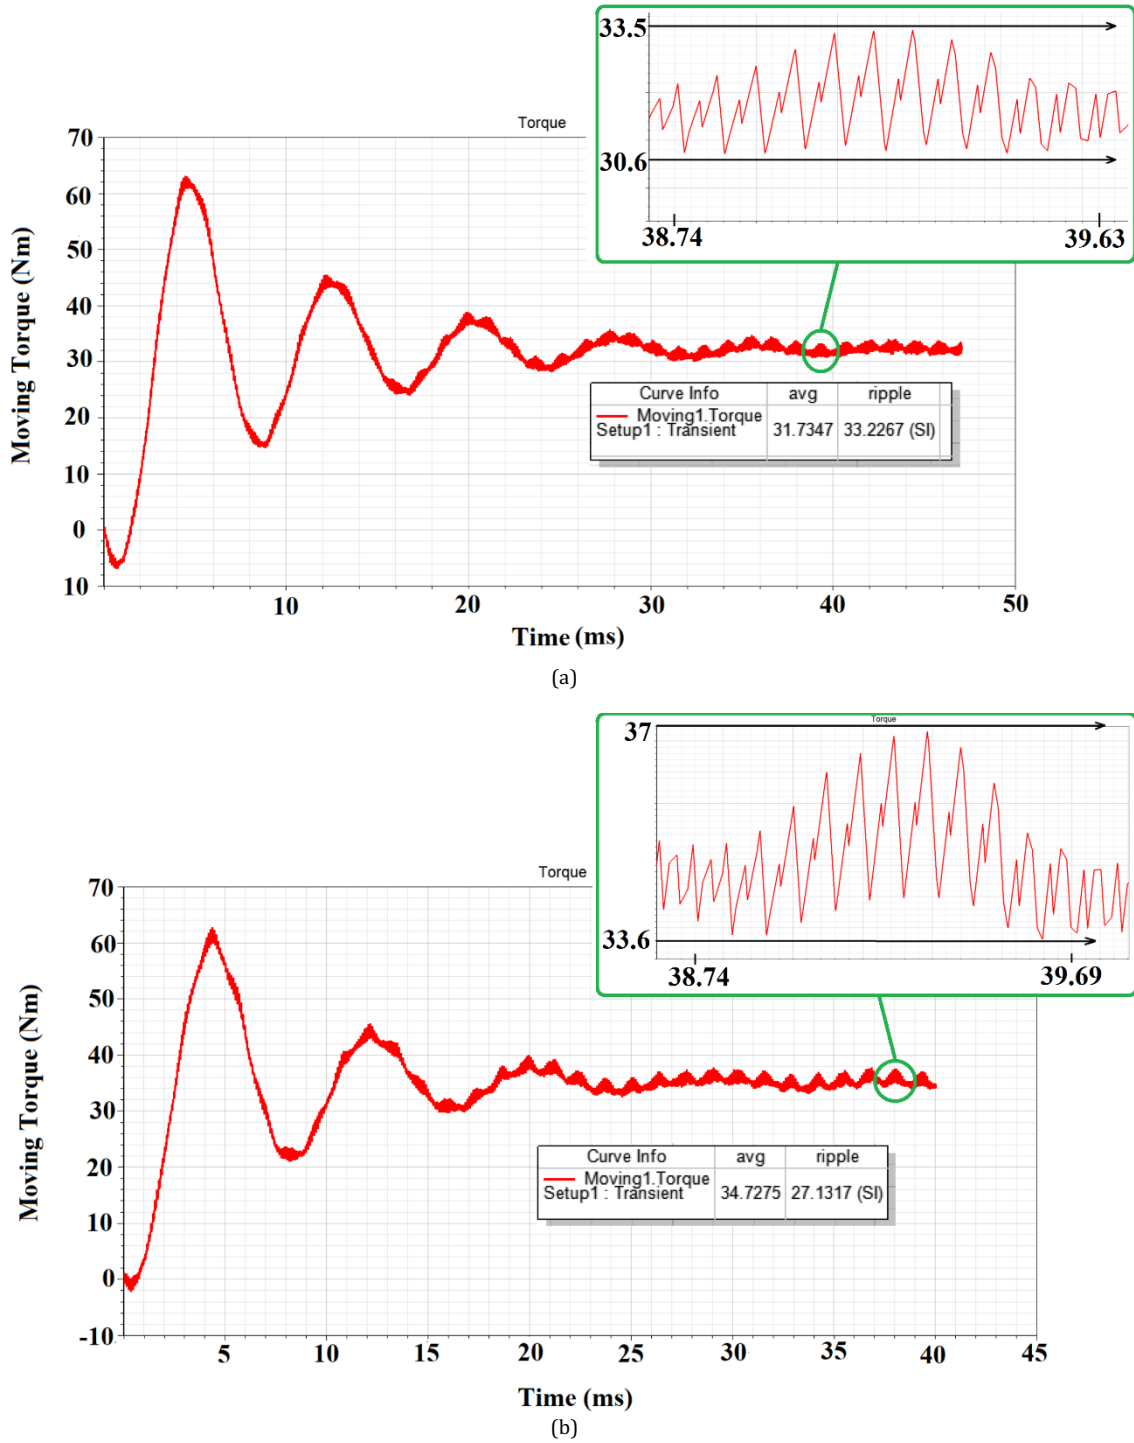 33.5
30.6
38.74 39.63
Torque
70
60
50
40
30
20
10
0
10
Moving Torque (Nm)
10 20 30 40 50
Time (ms)
Curve Info avg ripple
Moving1.Torque
Setup1 : Transient 31.7347 33.2267 (SI)
(a)
Torque
37
33.6
38.74 39.69
Torque
70
60
50
40
30
20
10
0
-10
Moving Torque (Nm)
5 10 15 20 25 30 35 40 45
Time (ms)
Curve Info avg ripple
Moving1.Torque
Setup1 : Transient 34.7275 27.1317 (SI)
(b)